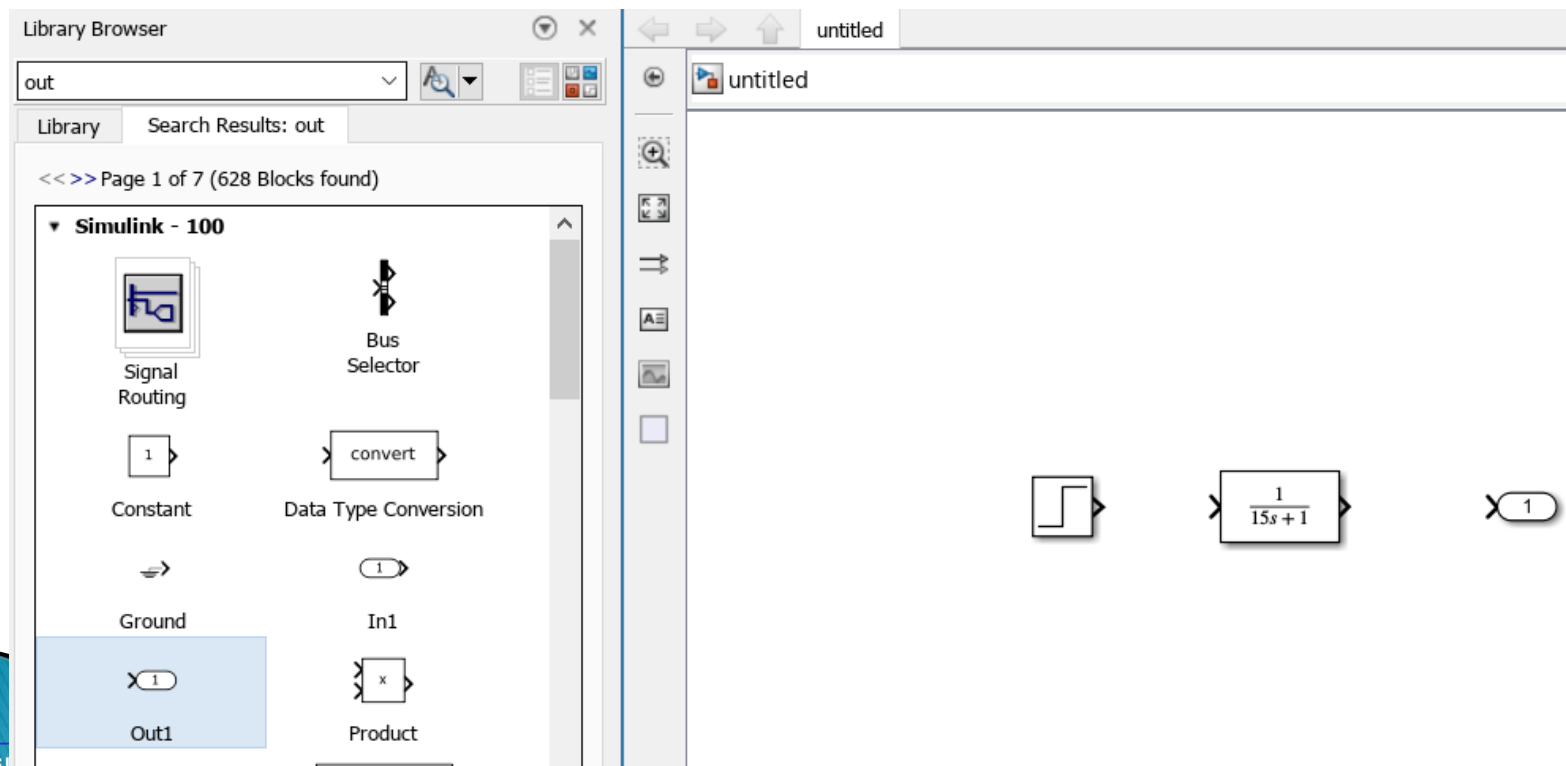 Library Browser
out
Library
Search Results: out
<< >> Page 1 of 7 (628 Blocks found)
Simulink - 100
Signal
Routing
Bus
Selector
1
Constant
convert
Data Type Conversion
Ground
1
In1
1
Out1
x
Product
untitled
untitled
A
1
15s + 1
1